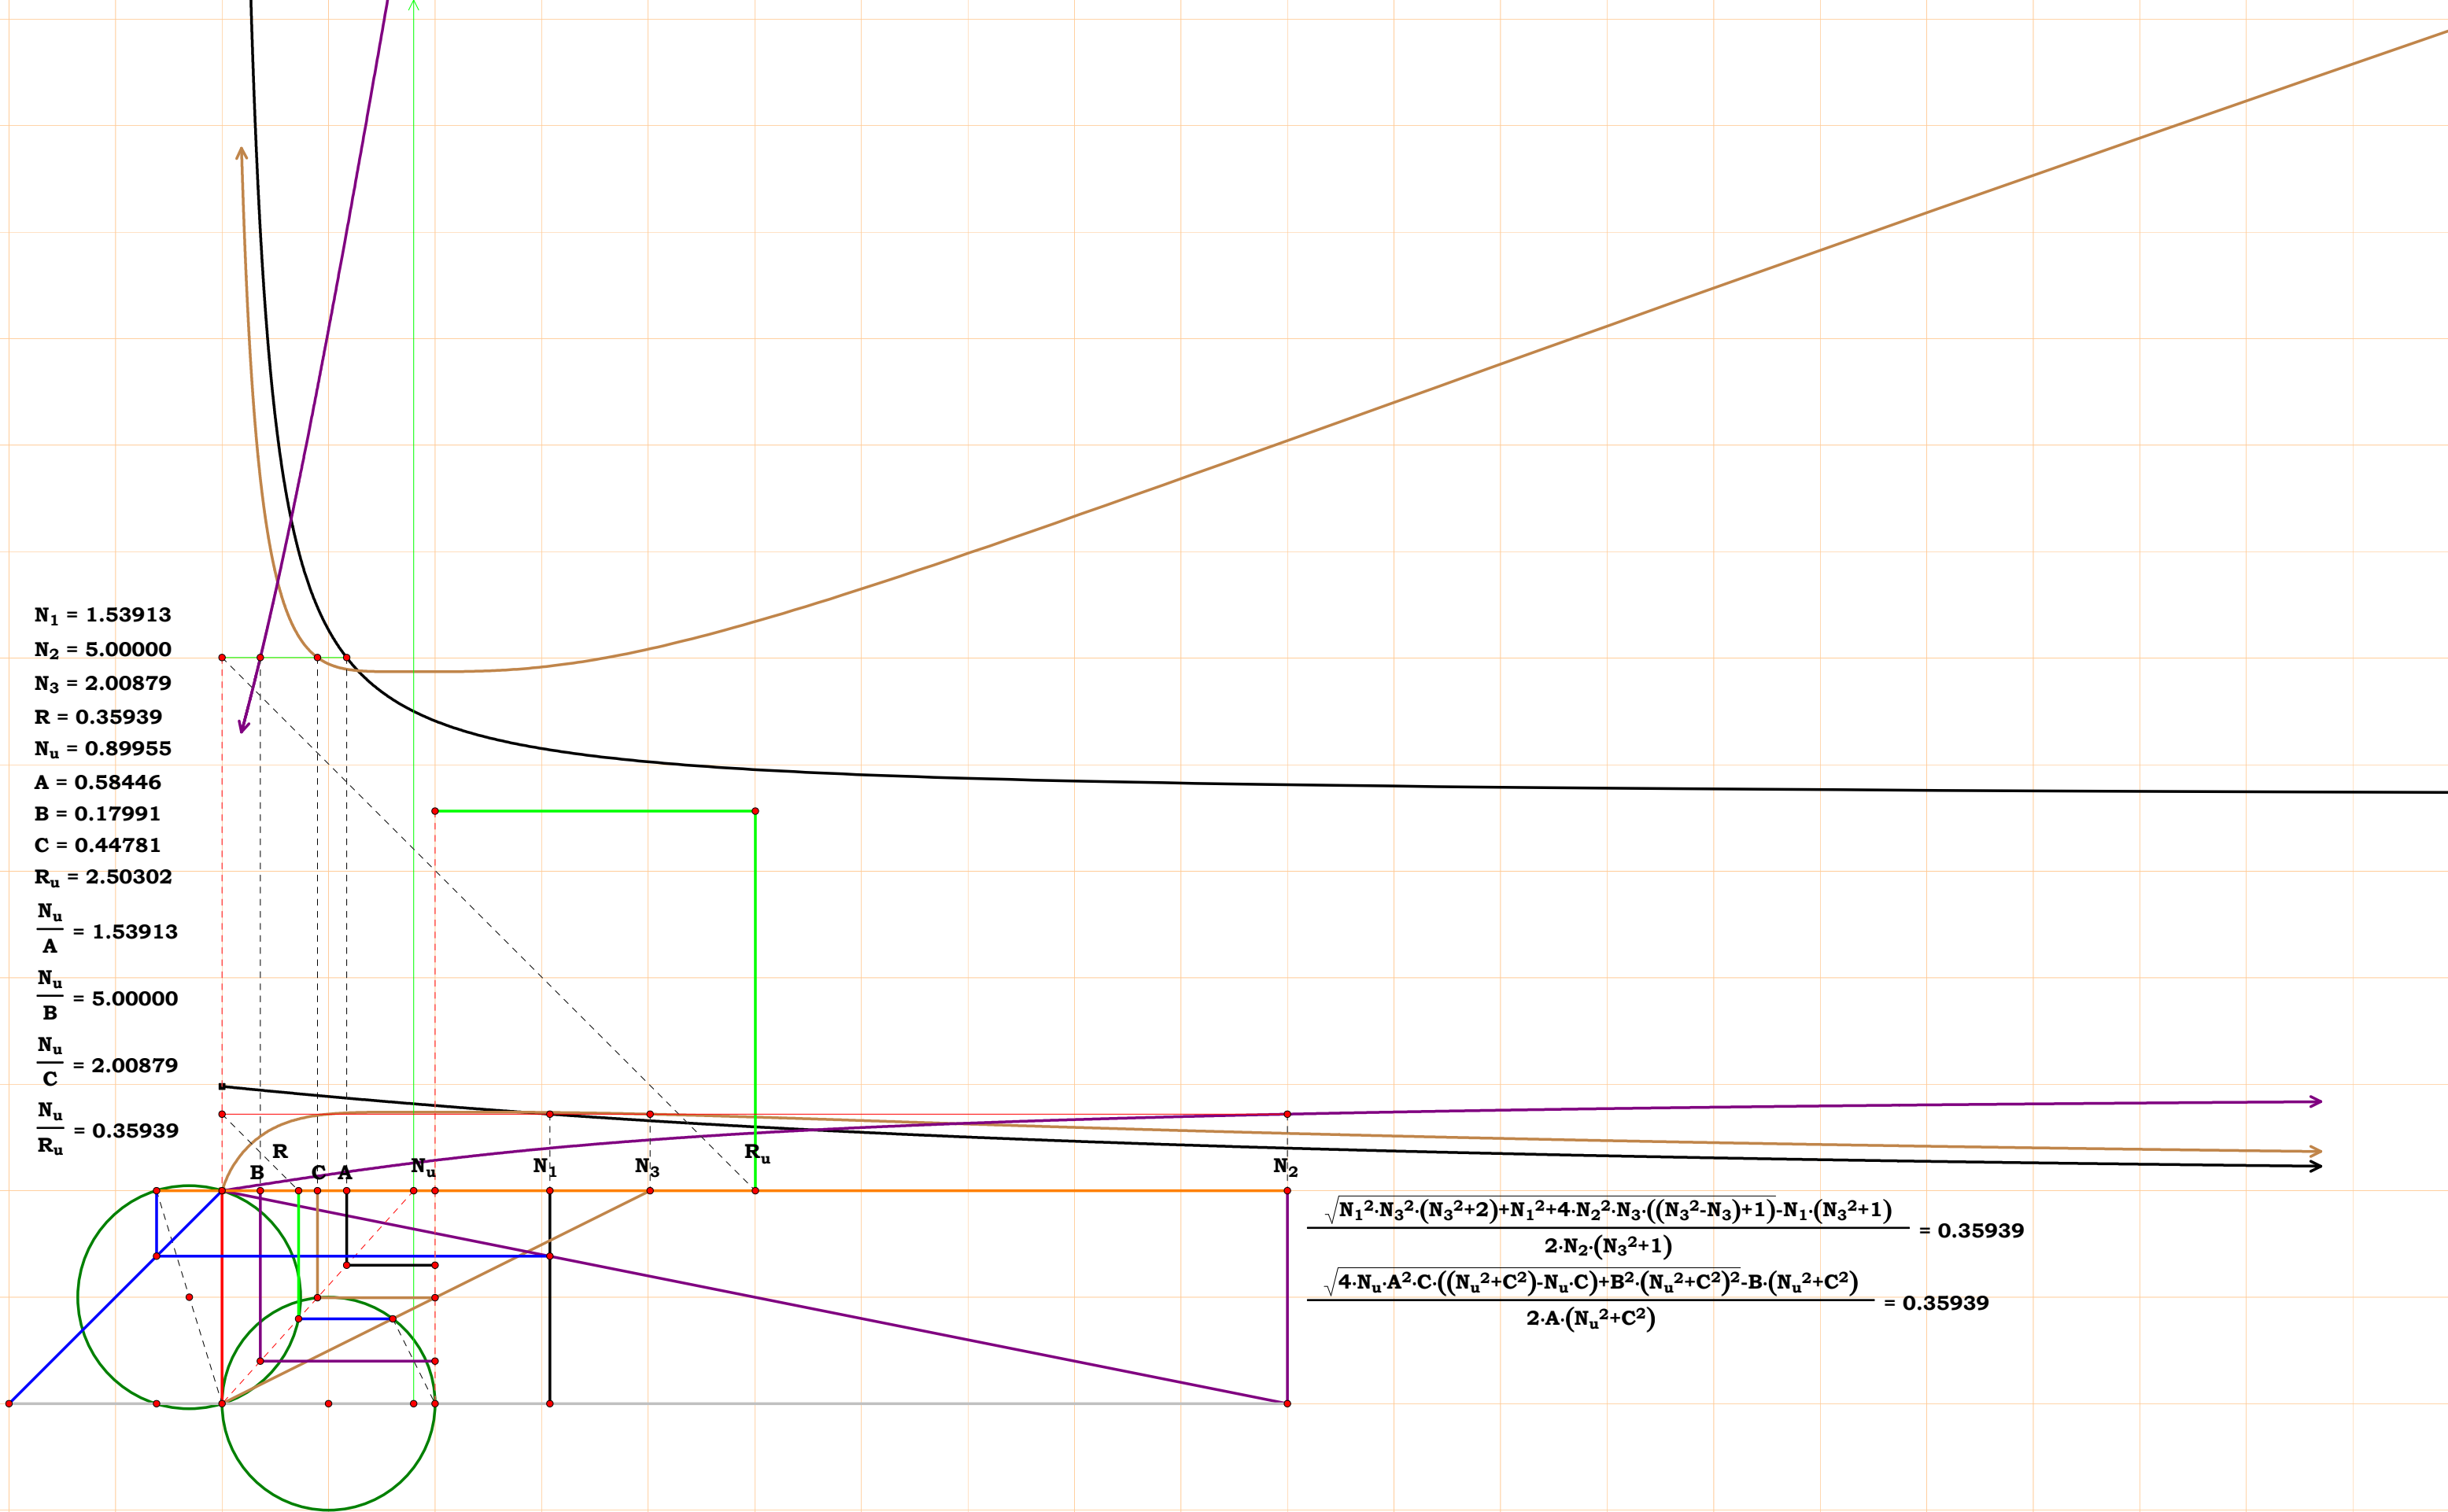 N₁ = 1.53913
N₂ = 5.00000
N₃ = 2.00879
R = 0.35939
Nᵤ = 0.89955
A = 0.58446
B = 0.17991
C = 0.44781
Rᵤ = 2.50302
Nᵤ/A = 1.53913
Nᵤ/B = 5.00000
Nᵤ/C = 2.00879
Nᵤ/Rᵤ = 0.35939
R
B C A Nᵤ N₁ N₃ Rᵤ N₂
√N₁²·N₃²·(N₃²+2)+N₁²+4·N₂²·N₃·((N₃²-N₃)+1)-N₁·(N₃²+1)
2·N₂·(N₃²+1)
= 0.35939
√4·Nᵤ·A²·C·((Nᵤ²+C²)-Nᵤ·C)+B²·(Nᵤ²+C²)²-B·(Nᵤ²+C²)
2·A·(Nᵤ²+C²)
= 0.35939